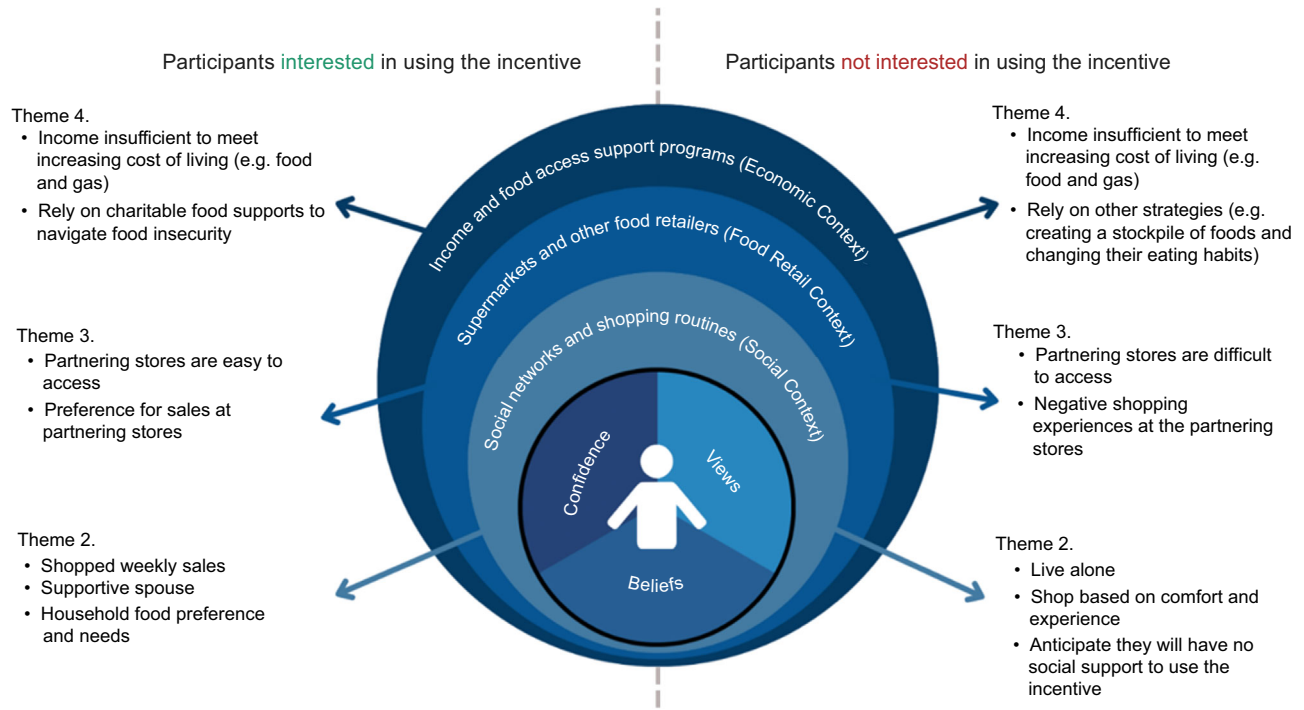 Participants interested in using the incentive
Participants not interested in using the incentive
Theme 4.
• Income insufficient to meet
increasing cost of living (e.g. food
and gas)
• Rely on charitable food supports to
navigate food insecurity
Theme 3.
• Partnering stores are easy to
access
• Preference for sales at
partnering stores
Theme 2.
• Shopped weekly sales
• Supportive spouse
• Household food preference
and needs
Income and food access support programs (Economic Context)
Supermarkets and other food retailers (Food Retail Context)
Social networks and shopping routines (Social Context)
Confidence
Views
Beliefs
Theme 4.
• Income insufficient to meet
increasing cost of living (e.g.
food and gas)
• Rely on other strategies (e.g.
creating a stockpile of foods and
changing their eating habits)
Theme 3.
• Partnering stores are difficult
to access
• Negative shopping
experiences at the partnering
stores
Theme 2.
• Live alone
• Shop based on comfort and
experience
• Anticipate they will have no
social support to use the
incentive